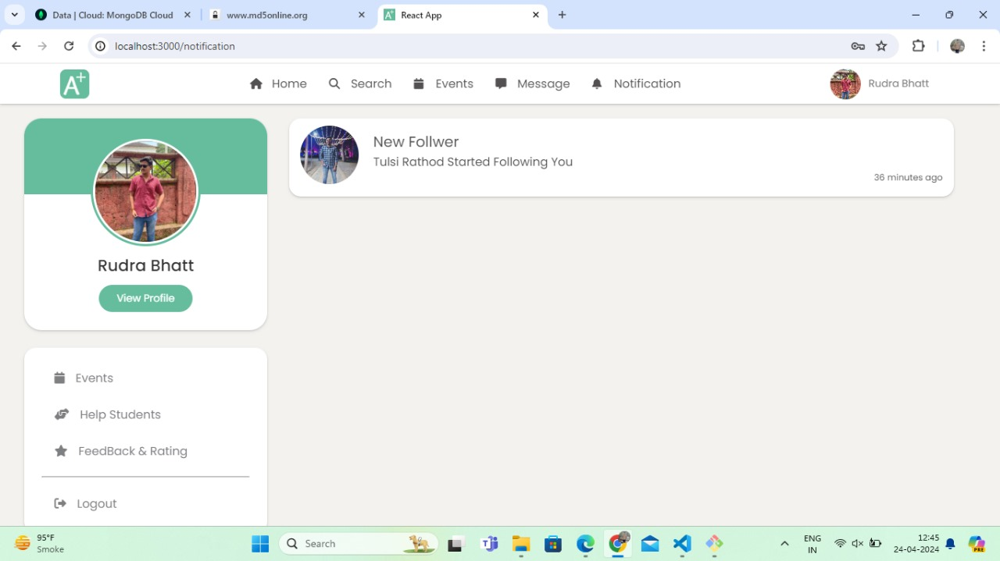 Data | Cloud: MongoDB Cloud
www.md5online.org
React App
localhost:3000/notification
A+
Home
Search
Events
Message
Notification
Rudra Bhatt
Rudra Bhatt
View Profile
New Follwer
Tulsi Rathod Started Following You
36 minutes ago
Events
Help Students
FeedBack & Rating
Logout
95°F
Smoke
Search
ENG
IN
12:45
24-04-2024
PRE